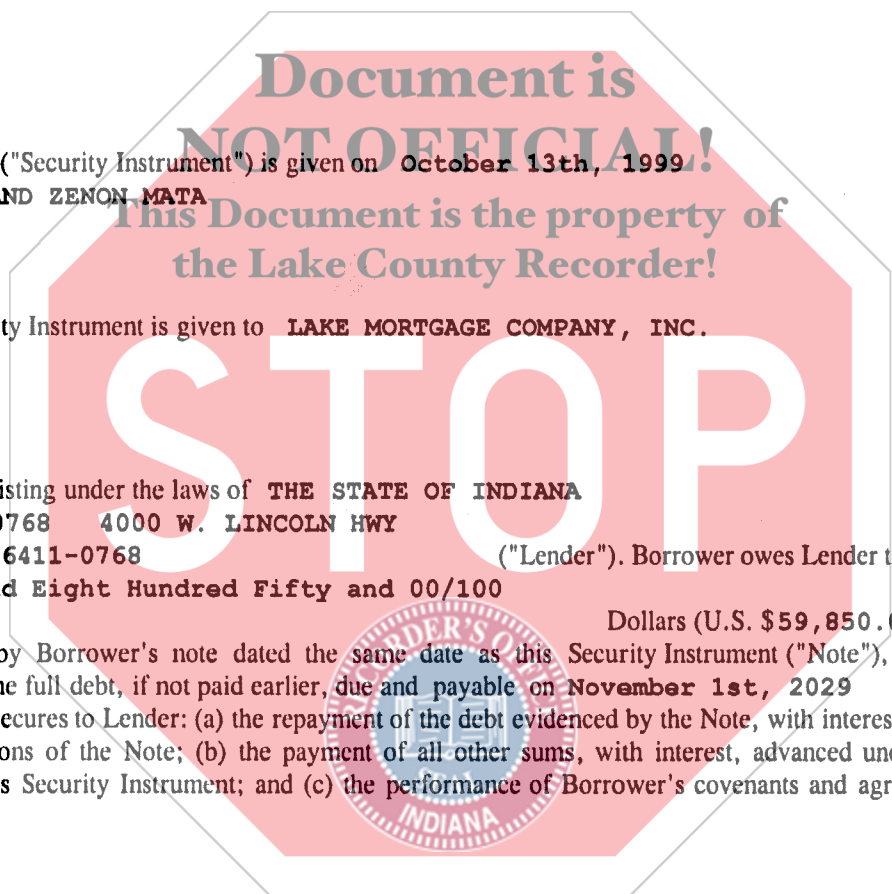 Document is
NOT OFFICIAL!
("Security Instrument") is given on October 13th, 1999
ND ZENON MATA
This Document is the property of
the Lake County Recorder!
ty Instrument is given to LAKE MORTGAGE COMPANY, INC.
STOP
isting under the laws of THE STATE OF INDIANA
0768 4000 W. LINCOLN HWY
6411-0768 ("Lender"). Borrower owes Lender t
d Eight Hundred Fifty and 00/100
Dollars (U.S. $59,850.0
by Borrower's note dated the same date as this Security Instrument ("Note"),
he full debt, if not paid earlier, due and payable on November 1st, 2029
ecures to Lender: (a) the repayment of the debt evidenced by the Note, with interes
ons of the Note; (b) the payment of all other sums, with interest, advanced und
s Security Instrument; and (c) the performance of Borrower's covenants and agr
RECORDER'S OFFICE
SEAL
INDIANA